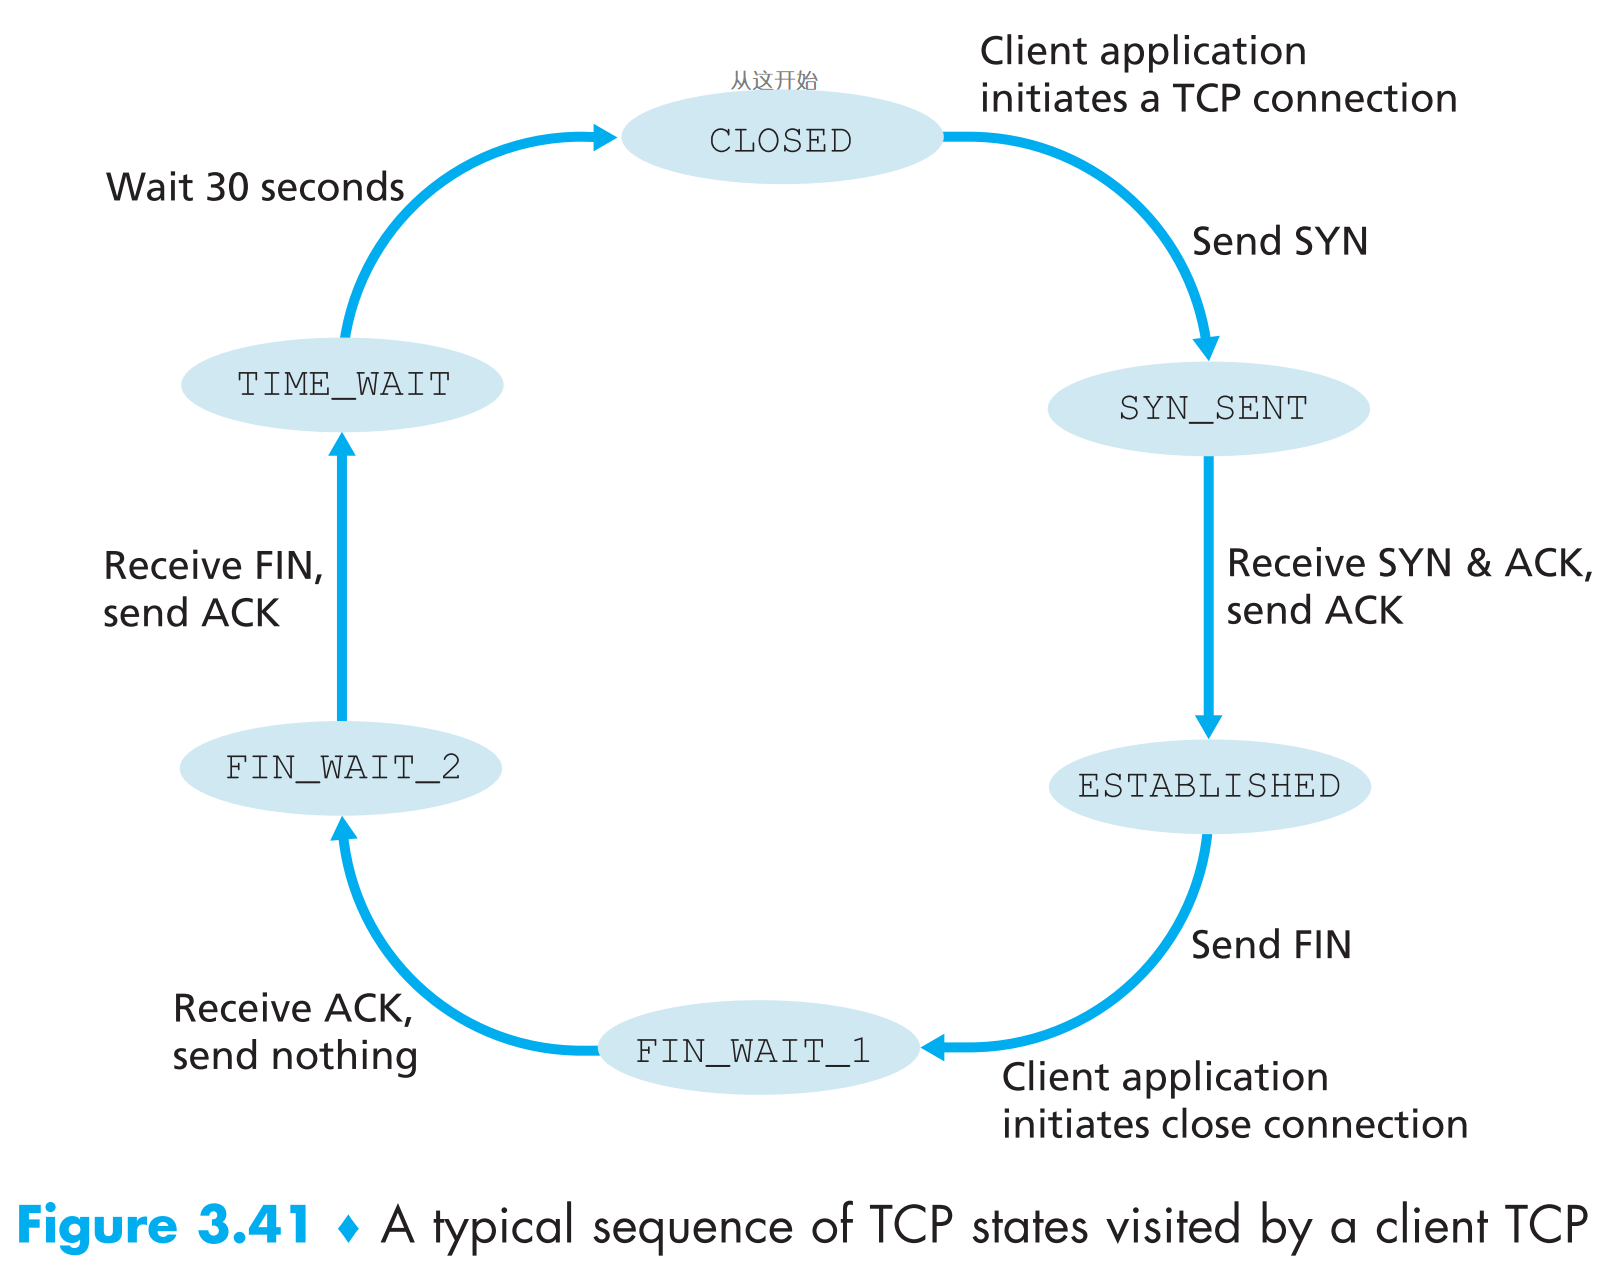 从这开始
CLOSED
Client application
initiates a TCP connection
Send SYN
SYN_SENT
Receive SYN & ACK,
send ACK
ESTABLISHED
Send FIN
Client application
initiates close connection
FIN_WAIT_1
Receive ACK,
send nothing
FIN_WAIT_2
Receive FIN,
send ACK
TIME_WAIT
Wait 30 seconds
Figure 3.41 ♦ A typical sequence of TCP states visited by a client TCP